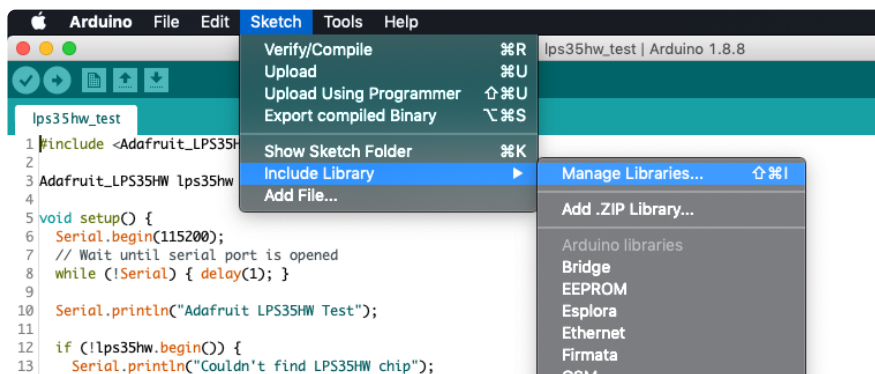 Arduino File Edit Sketch Tools Help
lps35hw_test | Arduino 1.8.8
Verify/Compile ⌘R
Upload ⌘U
Upload Using Programmer ⇧⌘U
Export compiled Binary ⌥⌘S
Show Sketch Folder ⌘K
Include Library ▶
Add File...
Manage Libraries... ⇧⌘I
Add .ZIP Library...
Arduino libraries
Bridge
EEPROM
Esplora
Ethernet
Firmata
lps35hw_test
1 #include <Adafruit_LPS35H
2
3 Adafruit_LPS35HW lps35hw
4
5 void setup() {
6 Serial.begin(115200);
7 // Wait until serial port is opened
8 while (!Serial) { delay(1); }
9
10 Serial.println("Adafruit LPS35HW Test");
11
12 if (!lps35hw.begin()) {
13 Serial.println("Couldn't find LPS35HW chip");